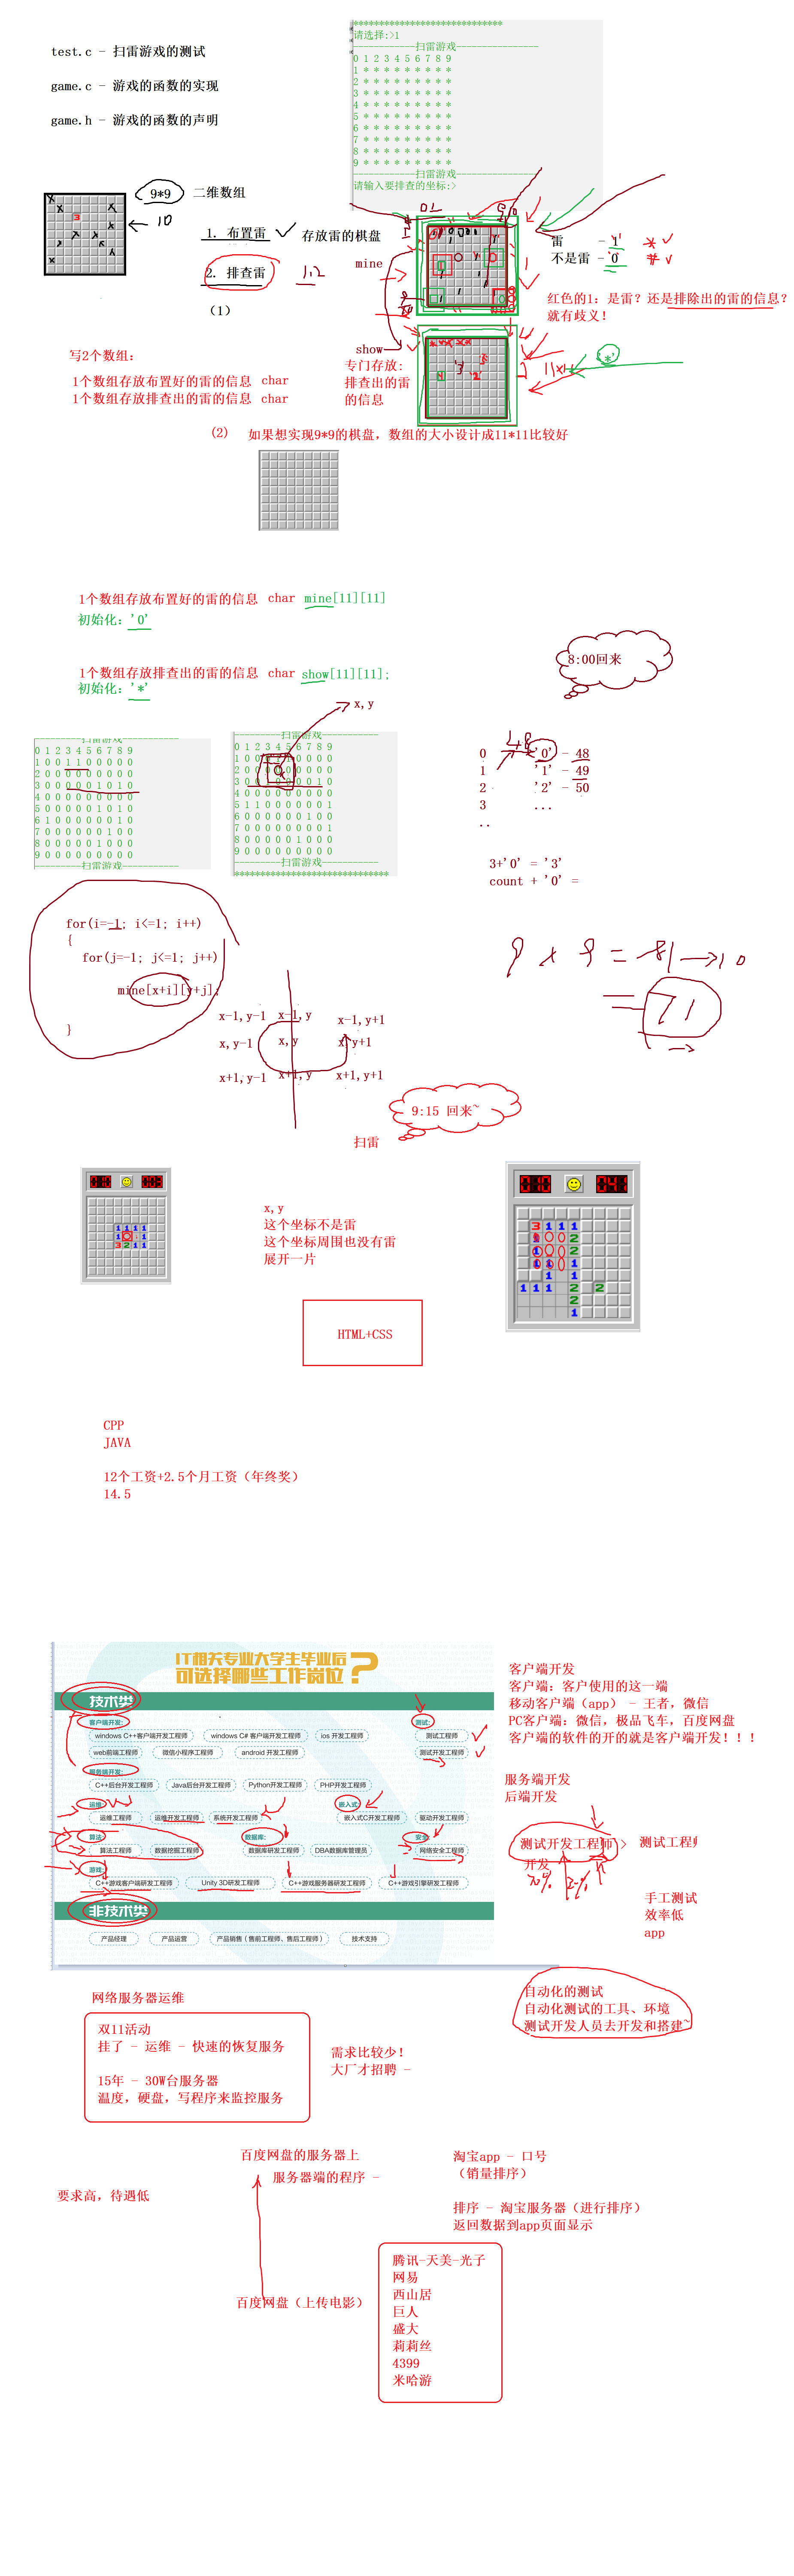 test.c - 扫雷游戏的测试
game.c - 游戏的函数的实现
game.h - 游戏的函数的声明
*****************************
请选择:>1
------------扫雷游戏----------------
0 1 2 3 4 5 6 7 8 9
1 * * * * * * * * *
2 * * * * * * * * *
3 * * * * * * * * *
4 * * * * * * * * *
5 * * * * * * * * *
6 * * * * * * * * *
7 * * * * * * * * *
8 * * * * * * * * *
9 * * * * * * * * *
------------扫雷游戏----------------
请输入要排查的坐标:>
9*9 二维数组
10
1. 布置雷
2. 排查雷
1,2
(1)
存放雷的棋盘
mine
雷 - '1' * 
不是雷 - '0' #
红色的1: 是雷? 还是排除出的雷的信息?
就有歧义!
写2个数组:
1个数组存放布置好的雷的信息 char
1个数组存放排查出的雷的信息 char
show
专门存放:
排查出的雷
的信息
'*'
(2) 如果想实现9*9的棋盘, 数组的大小设计成11*11比较好
1个数组存放布置好的雷的信息 char mine[11][11]
初始化: '0'
1个数组存放排查出的雷的信息 char show[11][11];
初始化: '*'
8:00回来
x,y
----------扫雷游戏-----------
0 1 2 3 4 5 6 7 8 9
1 0 0 1 1 0 0 0 0 0
2 0 0 0 0 0 0 0 0 0
3 0 0 0 0 0 1 0 1 0
4 0 0 0 0 0 0 0 0 0
5 0 0 0 0 0 1 0 1 0
6 1 0 0 0 0 0 0 1 0
7 0 0 0 0 0 0 1 0 0
8 0 0 0 0 0 1 0 0 0
9 0 0 0 0 0 0 0 0 0
----------扫雷游戏-----------
---------扫雷游戏-----------
0 1 2 3 4 5 6 7 8 9
5 1 1 0 0 0 0 0 0 1
6 0 0 0 0 0 0 1 0 0
7 0 0 0 0 0 0 0 0 1
8 0 0 0 0 0 1 0 0 0
9 0 0 0 0 0 0 0 0 0
---------扫雷游戏-----------
*****************************
48
0 '0' - 48
1 '1' - 49
2 '2' - 50
3 ...
..
3+'0' = '3'
count + '0' =
for(i=-1; i<=1; i++)
{
for(j=-1; j<=1; j++)
mine[x+i][y+j];
}
9 x 9 = 81 → 10
= 71
x-1,y-1 x-1,y x-1,y+1
x,y-1 x,y x,y+1
x+1,y-1 x+1,y x+1,y+1
9:15 回来~
扫雷
x,y
这个坐标不是雷
这个坐标周围也没有雷
展开一片
HTML+CSS
CPP
JAVA
12个工资+2.5个月工资 (年终奖)
14.5
IT相关专业大学生毕业后
可选择哪些工作岗位?
技术类
客户端开发:
测试:
windows C++客户端开发工程师
windows C# 客户端开发工程师
ios 开发工程师
测试工程师
web前端工程师
微信小程序工程师
android 开发工程师
测试开发工程师
服务端开发:
C++后台开发工程师
Java后台开发工程师
Python开发工程师
PHP开发工程师
运维:
嵌入式:
运维工程师
运维开发工程师
系统开发工程师
嵌入式C开发工程师
驱动开发工程师
算法:
数据库:
安全:
算法工程师
数据挖掘工程师
数据库研发工程师
DBA数据库管理员
网络安全工程师
游戏:
C++游戏客户端研发工程师
Unity 3D研发工程师
C++游戏服务器研发工程师
C++游戏引擎研发工程师
非技术类
产品经理
产品运营
产品销售 (售前工程师、售后工程师)
技术支持
客户端开发
客户端: 客户使用的这一端
移动客户端 (app) - 王者, 微信
PC客户端: 微信, 极品飞车, 百度网盘
客户端的软件的开的就是客户端开发!!!
服务端开发
后端开发
测试开发工程师 > 测试工程师
开发
手工测试
效率低
app
自动化的测试
自动化测试的工具、环境
测试开发人员去开发和搭建~
网络服务器运维
双11活动
挂了 - 运维 - 快速的恢复服务
15年 - 30W台服务器
温度, 硬盘, 写程序来监控服务
需求比较少!
大厂才招聘 -
百度网盘的服务器上
服务器端的程序 -
要求高, 待遇低
百度网盘 (上传电影)
淘宝app - 口号
(销量排序)
排序 - 淘宝服务器 (进行排序)
返回数据到app页面显示
腾讯-天美-光子
网易
西山居
巨人
盛大
莉莉丝
4399
米哈游